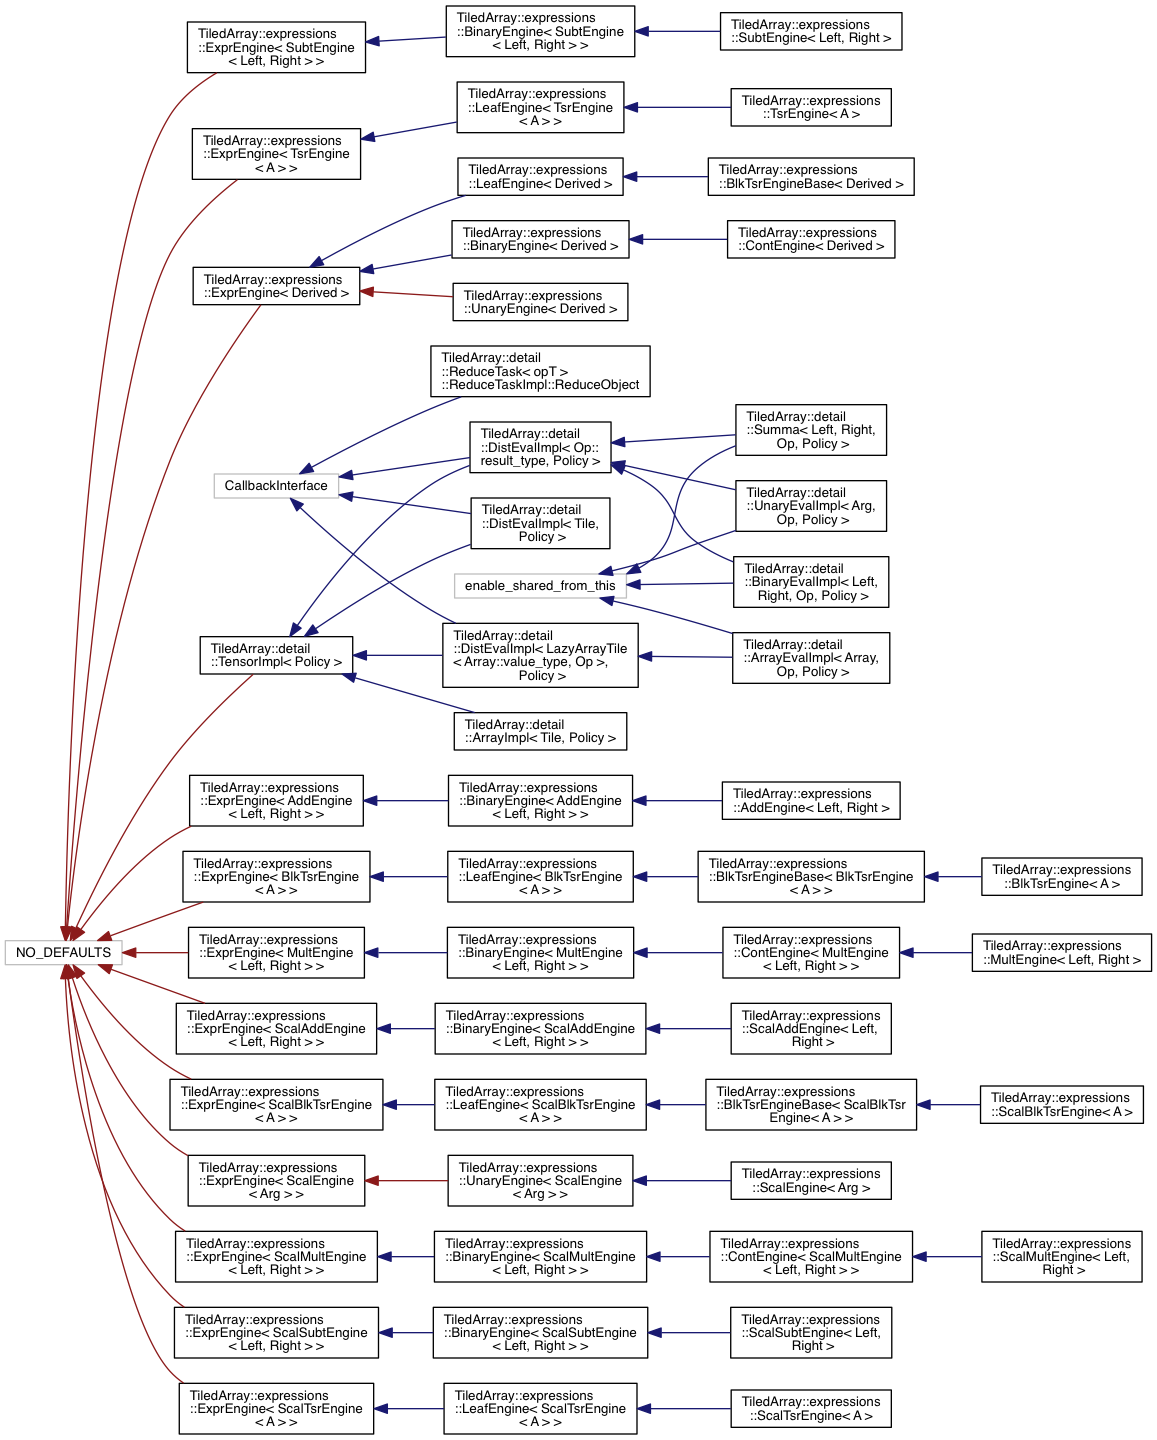 TiledArray::expressions
::ExprEngine< SubtEngine
< Left, Right > >
TiledArray::expressions
::BinaryEngine< SubtEngine
< Left, Right > >
TiledArray::expressions
::SubtEngine< Left, Right >
TiledArray::expressions
::ExprEngine< TsrEngine
< A > >
TiledArray::expressions
::LeafEngine< TsrEngine
< A > >
TiledArray::expressions
::TsrEngine< A >
TiledArray::expressions
::ExprEngine< Derived >
TiledArray::expressions
::LeafEngine< Derived >
TiledArray::expressions
::BlkTsrEngineBase< Derived >
TiledArray::expressions
::BinaryEngine< Derived >
TiledArray::expressions
::ContEngine< Derived >
TiledArray::expressions
::UnaryEngine< Derived >
TiledArray::detail
::ReduceTask< opT >
::ReduceTaskImpl::ReduceObject
CallbackInterface
TiledArray::detail
::DistEvalImpl< Op::
result_type, Policy >
TiledArray::detail
::Summa< Left, Right,
Op, Policy >
TiledArray::detail
::UnaryEvalImpl< Arg,
Op, Policy >
TiledArray::detail
::DistEvalImpl< Tile,
Policy >
enable_shared_from_this
TiledArray::detail
::BinaryEvalImpl< Left,
Right, Op, Policy >
TiledArray::detail
::TensorImpl< Policy >
TiledArray::detail
::DistEvalImpl< LazyArrayTile
< Array::value_type, Op >,
Policy >
TiledArray::detail
::ArrayEvalImpl< Array,
Op, Policy >
TiledArray::detail
::ArrayImpl< Tile, Policy >
TiledArray::expressions
::ExprEngine< AddEngine
< Left, Right > >
TiledArray::expressions
::BinaryEngine< AddEngine
< Left, Right > >
TiledArray::expressions
::AddEngine< Left, Right >
TiledArray::expressions
::ExprEngine< BlkTsrEngine
< A > >
TiledArray::expressions
::LeafEngine< BlkTsrEngine
< A > >
TiledArray::expressions
::BlkTsrEngineBase< BlkTsrEngine
< A > >
TiledArray::expressions
::BlkTsrEngine< A >
NO_DEFAULTS
TiledArray::expressions
::ExprEngine< MultEngine
< Left, Right > >
TiledArray::expressions
::BinaryEngine< MultEngine
< Left, Right > >
TiledArray::expressions
::ContEngine< MultEngine
< Left, Right > >
TiledArray::expressions
::MultEngine< Left, Right >
TiledArray::expressions
::ExprEngine< ScalAddEngine
< Left, Right > >
TiledArray::expressions
::BinaryEngine< ScalAddEngine
< Left, Right > >
TiledArray::expressions
::ScalAddEngine< Left,
Right >
TiledArray::expressions
::ExprEngine< ScalBlkTsrEngine
< A > >
TiledArray::expressions
::LeafEngine< ScalBlkTsrEngine
< A > >
TiledArray::expressions
::BlkTsrEngineBase< ScalBlkTsr
Engine< A > >
TiledArray::expressions
::ScalBlkTsrEngine< A >
TiledArray::expressions
::ExprEngine< ScalEngine
< Arg > >
TiledArray::expressions
::UnaryEngine< ScalEngine
< Arg > >
TiledArray::expressions
::ScalEngine< Arg >
TiledArray::expressions
::ExprEngine< ScalMultEngine
< Left, Right > >
TiledArray::expressions
::BinaryEngine< ScalMultEngine
< Left, Right > >
TiledArray::expressions
::ContEngine< ScalMultEngine
< Left, Right > >
TiledArray::expressions
::ScalMultEngine< Left,
Right >
TiledArray::expressions
::ExprEngine< ScalSubtEngine
< Left, Right > >
TiledArray::expressions
::BinaryEngine< ScalSubtEngine
< Left, Right > >
TiledArray::expressions
::ScalSubtEngine< Left,
Right >
TiledArray::expressions
::ExprEngine< ScalTsrEngine
< A > >
TiledArray::expressions
::LeafEngine< ScalTsrEngine
< A > >
TiledArray::expressions
::ScalTsrEngine< A >